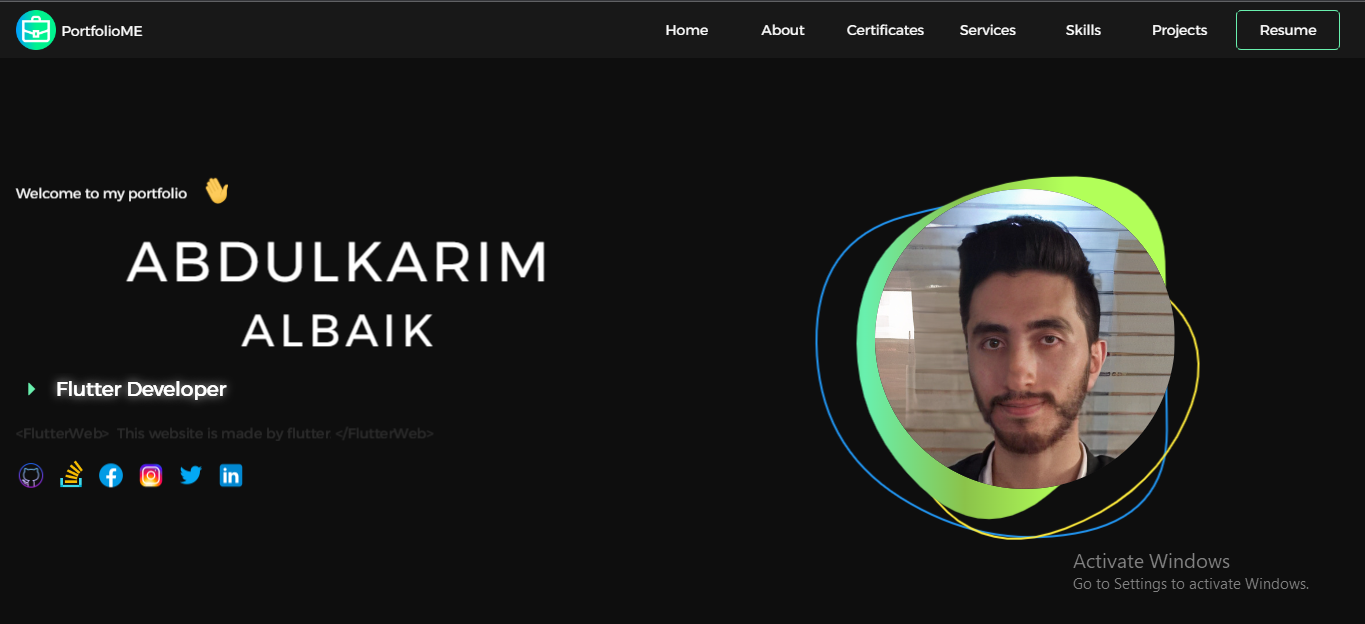 PortfolioME
Home About Certificates Services Skills Projects Resume
Welcome to my portfolio
ABDULKARIM
ALBAIK
Flutter Developer
<FlutterWeb> This website is made by flutter </FlutterWeb>
in
Activate Windows
Go to Settings to activate Windows.